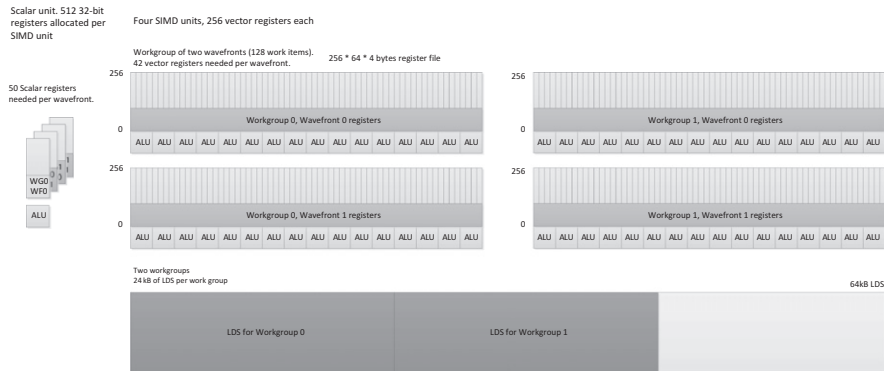 Scalar unit. 512 32-bit
registers allocated per
SIMD unit
Four SIMD units, 256 vector registers each
Workgroup of two wavefronts (128 work items).
42 vector registers needed per wavefront.
256 * 64 * 4 bytes register file
50 Scalar registers
needed per wavefront.
256
Workgroup 0, Wavefront 0 registers
0
ALU ALU ALU ALU ALU ALU ALU ALU ALU ALU ALU ALU ALU ALU ALU ALU
256
Workgroup 1, Wavefront 0 registers
0
ALU ALU ALU ALU ALU ALU ALU ALU ALU ALU ALU ALU ALU ALU ALU ALU
WG0
WF0
ALU
256
Workgroup 0, Wavefront 1 registers
0
ALU ALU ALU ALU ALU ALU ALU ALU ALU ALU ALU ALU ALU ALU ALU ALU
256
Workgroup 1, Wavefront 1 registers
0
ALU ALU ALU ALU ALU ALU ALU ALU ALU ALU ALU ALU ALU ALU ALU ALU
Two workgroups
24kB of LDS per work group
64kB LDS
LDS for Workgroup 0
LDS for Workgroup 1